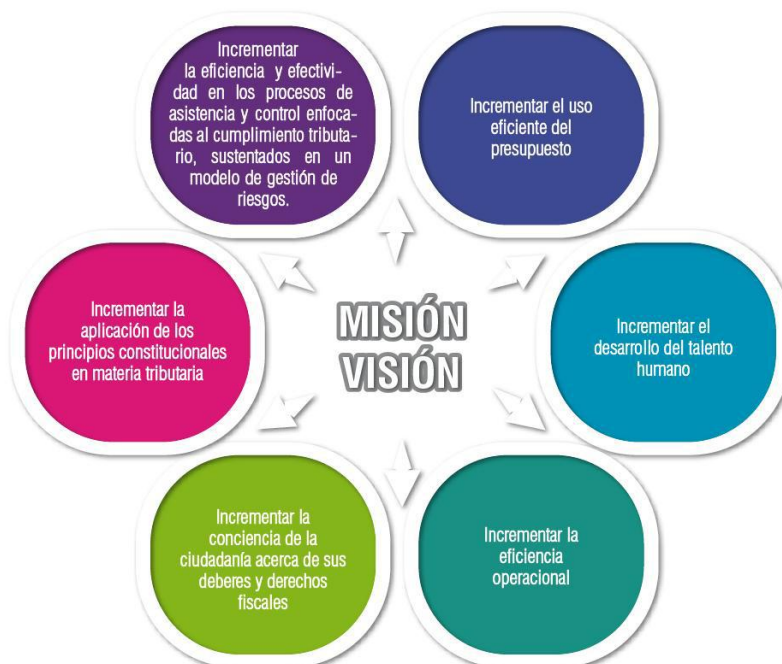 Incrementar
la eficiencia y efectivi-
dad en los procesos de
asistencia y control enfoca-
das al cumplimiento tributa-
rio, sustentados en un
modelo de gestión de
riesgos.
Incrementar el uso
eficiente del
presupuesto
Incrementar la
aplicación de los
principios constitucionales
en materia tributaria
MISIÓN
VISIÓN
Incrementar el
desarrollo del talento
humano
Incrementar la
conciencia de la
ciudadanía acerca de sus
deberes y derechos
fiscales
Incrementar la
eficiencia
operacional